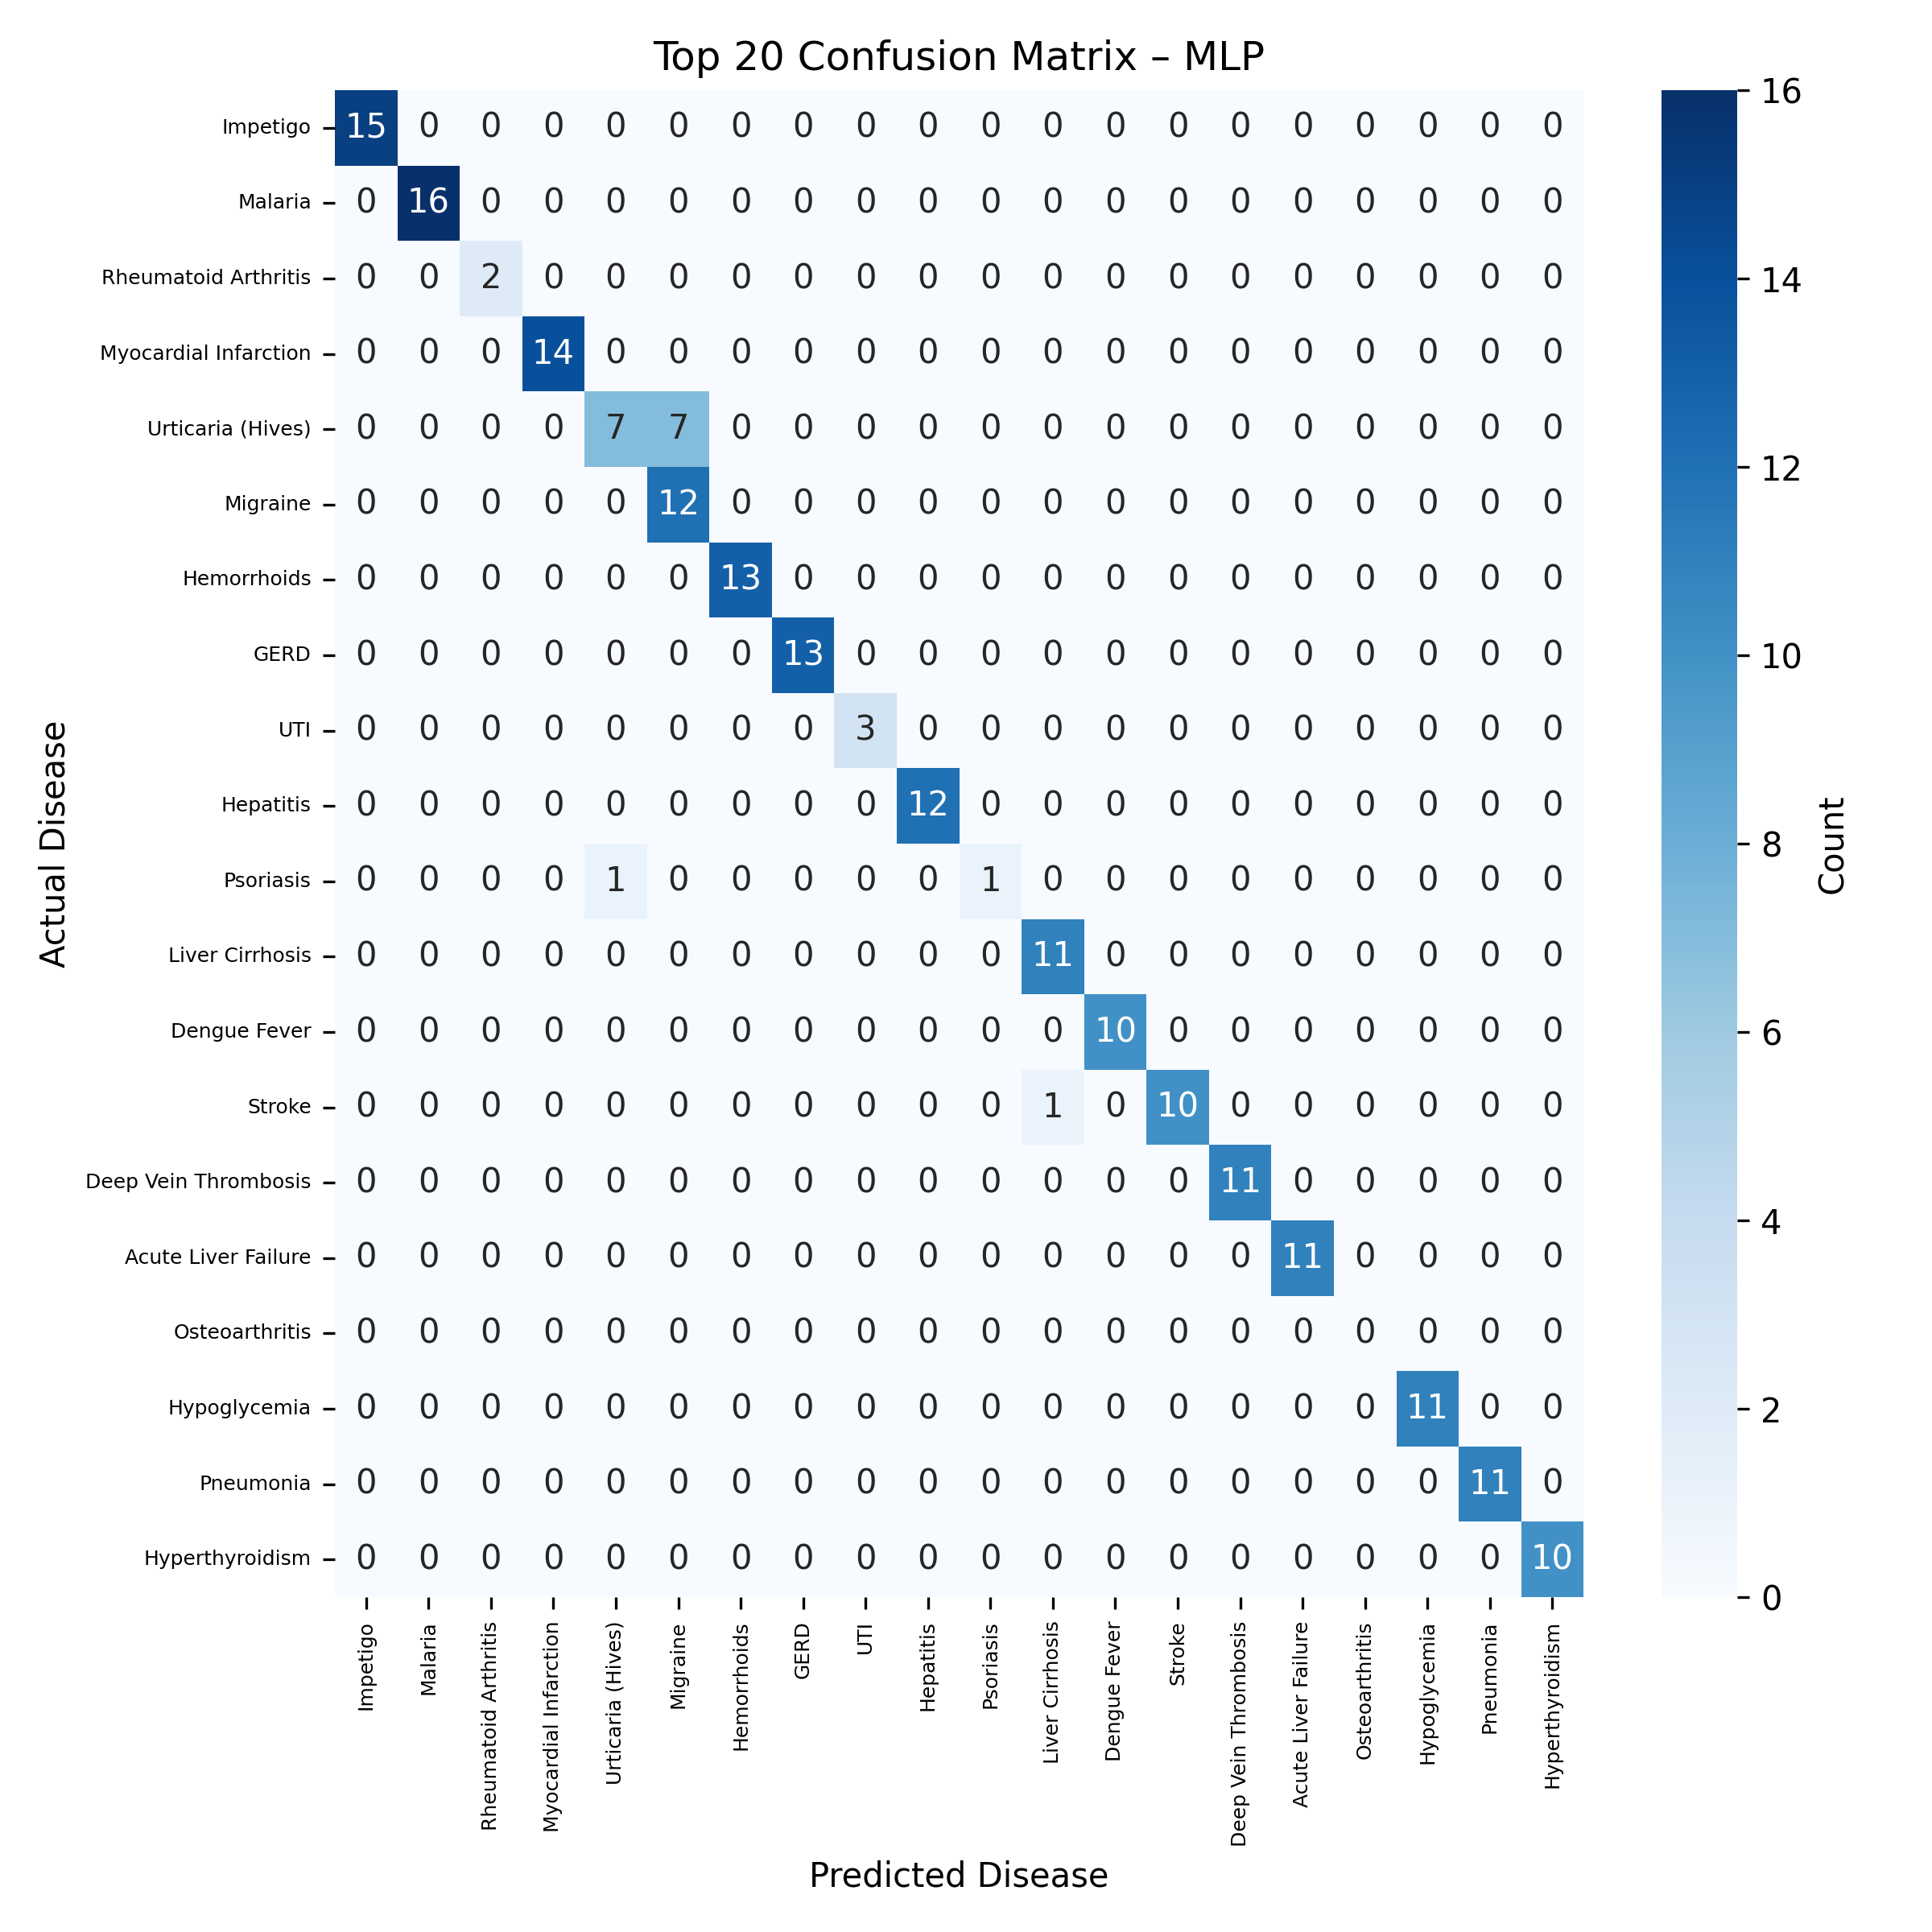 Top 20 Confusion Matrix – MLP
Impetigo 15 0 0 0 0 0 0 0 0 0 0 0 0 0 0 0 0 0 0 0
Malaria 0 16 0 0 0 0 0 0 0 0 0 0 0 0 0 0 0 0 0 0
Rheumatoid Arthritis 0 0 2 0 0 0 0 0 0 0 0 0 0 0 0 0 0 0 0 0
Myocardial Infarction 0 0 0 14 0 0 0 0 0 0 0 0 0 0 0 0 0 0 0 0
Urticaria (Hives) 0 0 0 0 7 7 0 0 0 0 0 0 0 0 0 0 0 0 0 0
Migraine 0 0 0 0 0 12 0 0 0 0 0 0 0 0 0 0 0 0 0 0
Hemorrhoids 0 0 0 0 0 0 13 0 0 0 0 0 0 0 0 0 0 0 0 0
GERD 0 0 0 0 0 0 0 13 0 0 0 0 0 0 0 0 0 0 0 0
UTI 0 0 0 0 0 0 0 0 3 0 0 0 0 0 0 0 0 0 0 0
Hepatitis 0 0 0 0 0 0 0 0 0 12 0 0 0 0 0 0 0 0 0 0
Psoriasis 0 0 0 0 1 0 0 0 0 0 1 0 0 0 0 0 0 0 0 0
Liver Cirrhosis 0 0 0 0 0 0 0 0 0 0 0 11 0 0 0 0 0 0 0 0
Dengue Fever 0 0 0 0 0 0 0 0 0 0 0 0 10 0 0 0 0 0 0 0
Stroke 0 0 0 0 0 0 0 0 0 0 0 1 0 10 0 0 0 0 0 0
Deep Vein Thrombosis 0 0 0 0 0 0 0 0 0 0 0 0 0 0 11 0 0 0 0 0
Acute Liver Failure 0 0 0 0 0 0 0 0 0 0 0 0 0 0 0 11 0 0 0 0
Osteoarthritis 0 0 0 0 0 0 0 0 0 0 0 0 0 0 0 0 0 0 0 0
Hypoglycemia 0 0 0 0 0 0 0 0 0 0 0 0 0 0 0 0 0 11 0 0
Pneumonia 0 0 0 0 0 0 0 0 0 0 0 0 0 0 0 0 0 0 11 0
Hyperthyroidism 0 0 0 0 0 0 0 0 0 0 0 0 0 0 0 0 0 0 0 10
Actual Disease
Impetigo
Malaria
Rheumatoid Arthritis
Myocardial Infarction
Urticaria (Hives)
Migraine
Hemorrhoids
GERD
UTI
Hepatitis
Psoriasis
Liver Cirrhosis
Dengue Fever
Stroke
Deep Vein Thrombosis
Acute Liver Failure
Osteoarthritis
Hypoglycemia
Pneumonia
Hyperthyroidism
Predicted Disease
16
14
12
10
8
6
4
2
0
Count